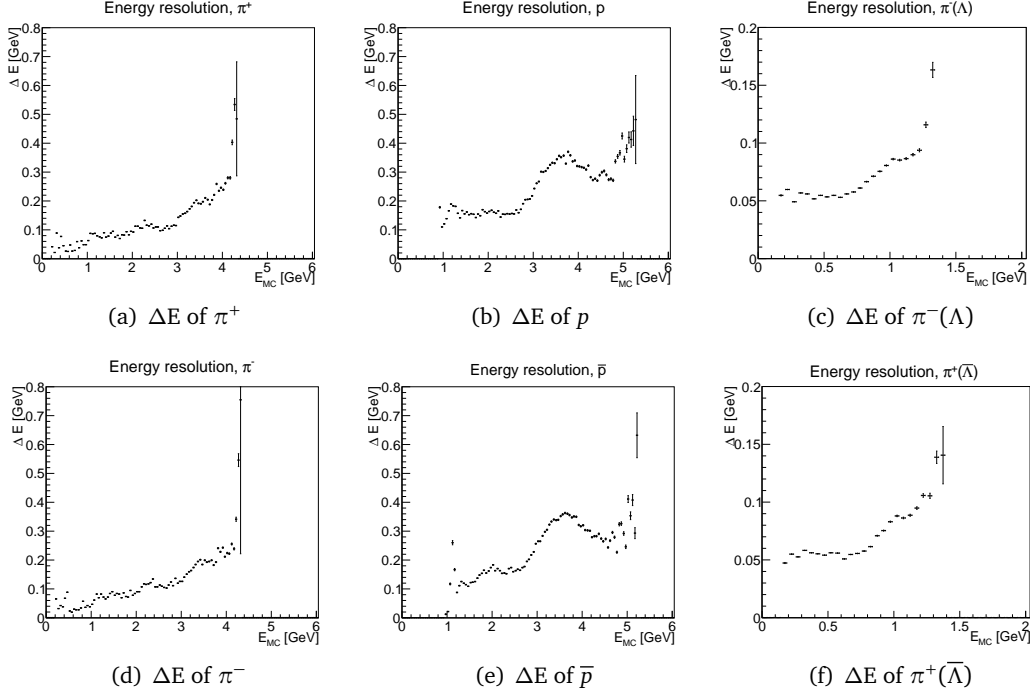 Energy resolution, π⁺
Δ E [GeV]
0.8
0.7
0.6
0.5
0.4
0.3
0.2
0.1
0
0 1 2 3 4 5 6
E_MC [GeV]
(a) ΔE of π⁺
Energy resolution, p
Δ E [GeV]
0.8
0.7
0.6
0.5
0.4
0.3
0.2
0.1
0
0 1 2 3 4 5 6
E_MC [GeV]
(b) ΔE of p
Energy resolution, π⁻(Λ)
Δ E [GeV]
0.2
0.15
0.1
0.05
0
0 0.5 1 1.5 2
E_MC [GeV]
(c) ΔE of π⁻(Λ)
Energy resolution, π⁻
Δ E [GeV]
0.8
0.7
0.6
0.5
0.4
0.3
0.2
0.1
0
0 1 2 3 4 5 6
E_MC [GeV]
(d) ΔE of π⁻
Energy resolution, p̅
Δ E [GeV]
0.8
0.7
0.6
0.5
0.4
0.3
0.2
0.1
0
0 1 2 3 4 5 6
E_MC [GeV]
(e) ΔE of p̅
Energy resolution, π⁺(Λ̅)
Δ E [GeV]
0.2
0.15
0.1
0.05
0
0 0.5 1 1.5 2
E_MC [GeV]
(f) ΔE of π⁺(Λ̅)